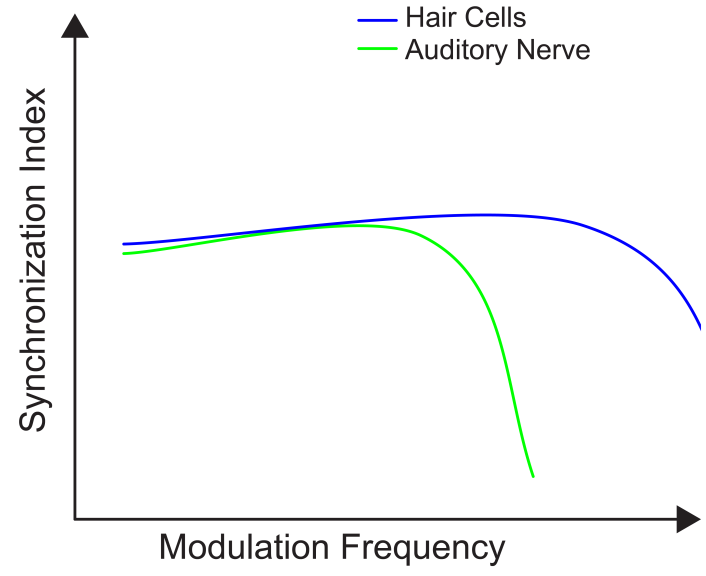 Hair Cells
Auditory Nerve
Synchronization Index
Modulation Frequency